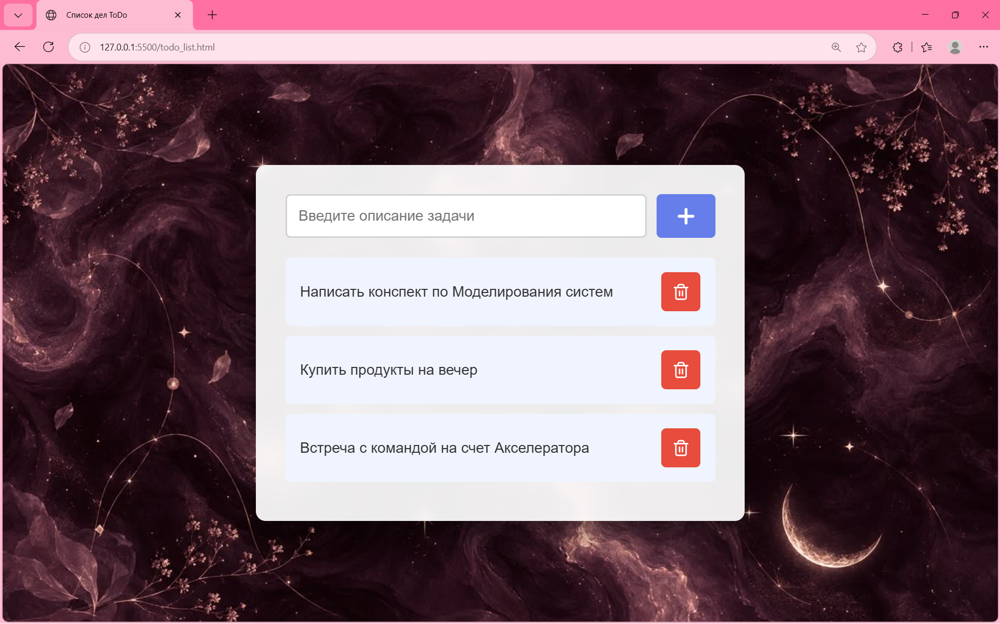 Список дел ToDo
127.0.0.1:5500/todo_list.html
Введите описание задачи
Написать конспект по Моделирования систем
Купить продукты на вечер
Встреча с командой на счет Акселератора